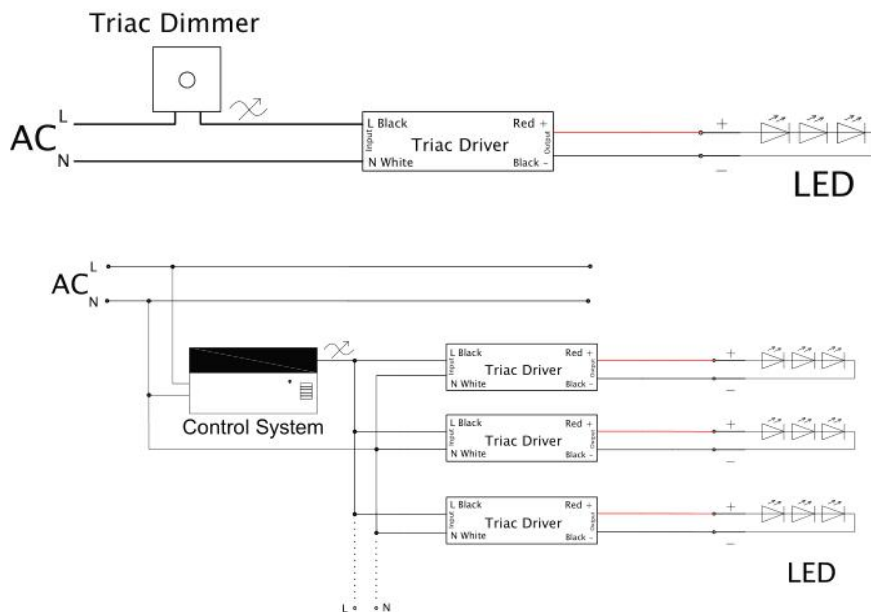 Triac Dimmer
AC
L
N
L Black
Input
N White
Triac Driver
Red +
Output
Black -
+
−
LED
AC
L
N
Control System
L Black
Input
N White
Triac Driver
Red +
Output
Black -
+
−
L Black
Input
N White
Triac Driver
Red +
Output
Black -
+
−
L Black
Input
N White
Triac Driver
Red +
Output
Black -
+
−
LED
L
N